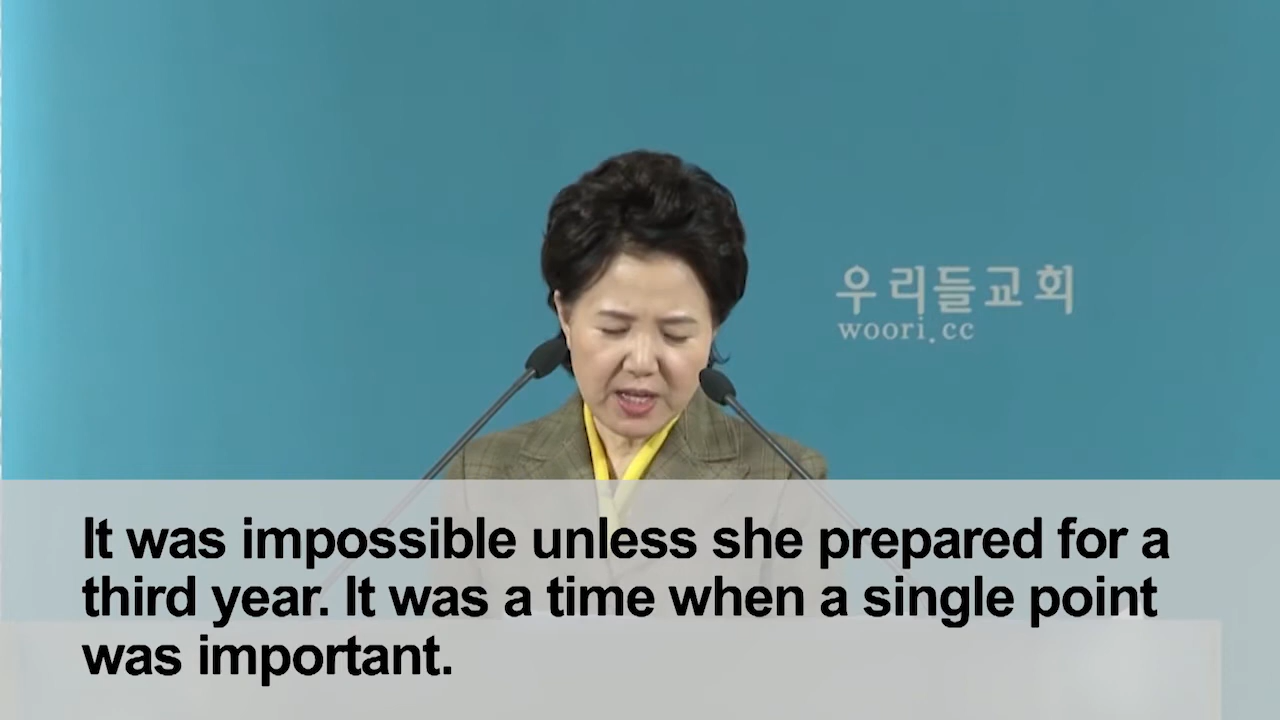 우리들교회
woori.cc
It was impossible unless she prepared for a
third year. It was a time when a single point
was important.